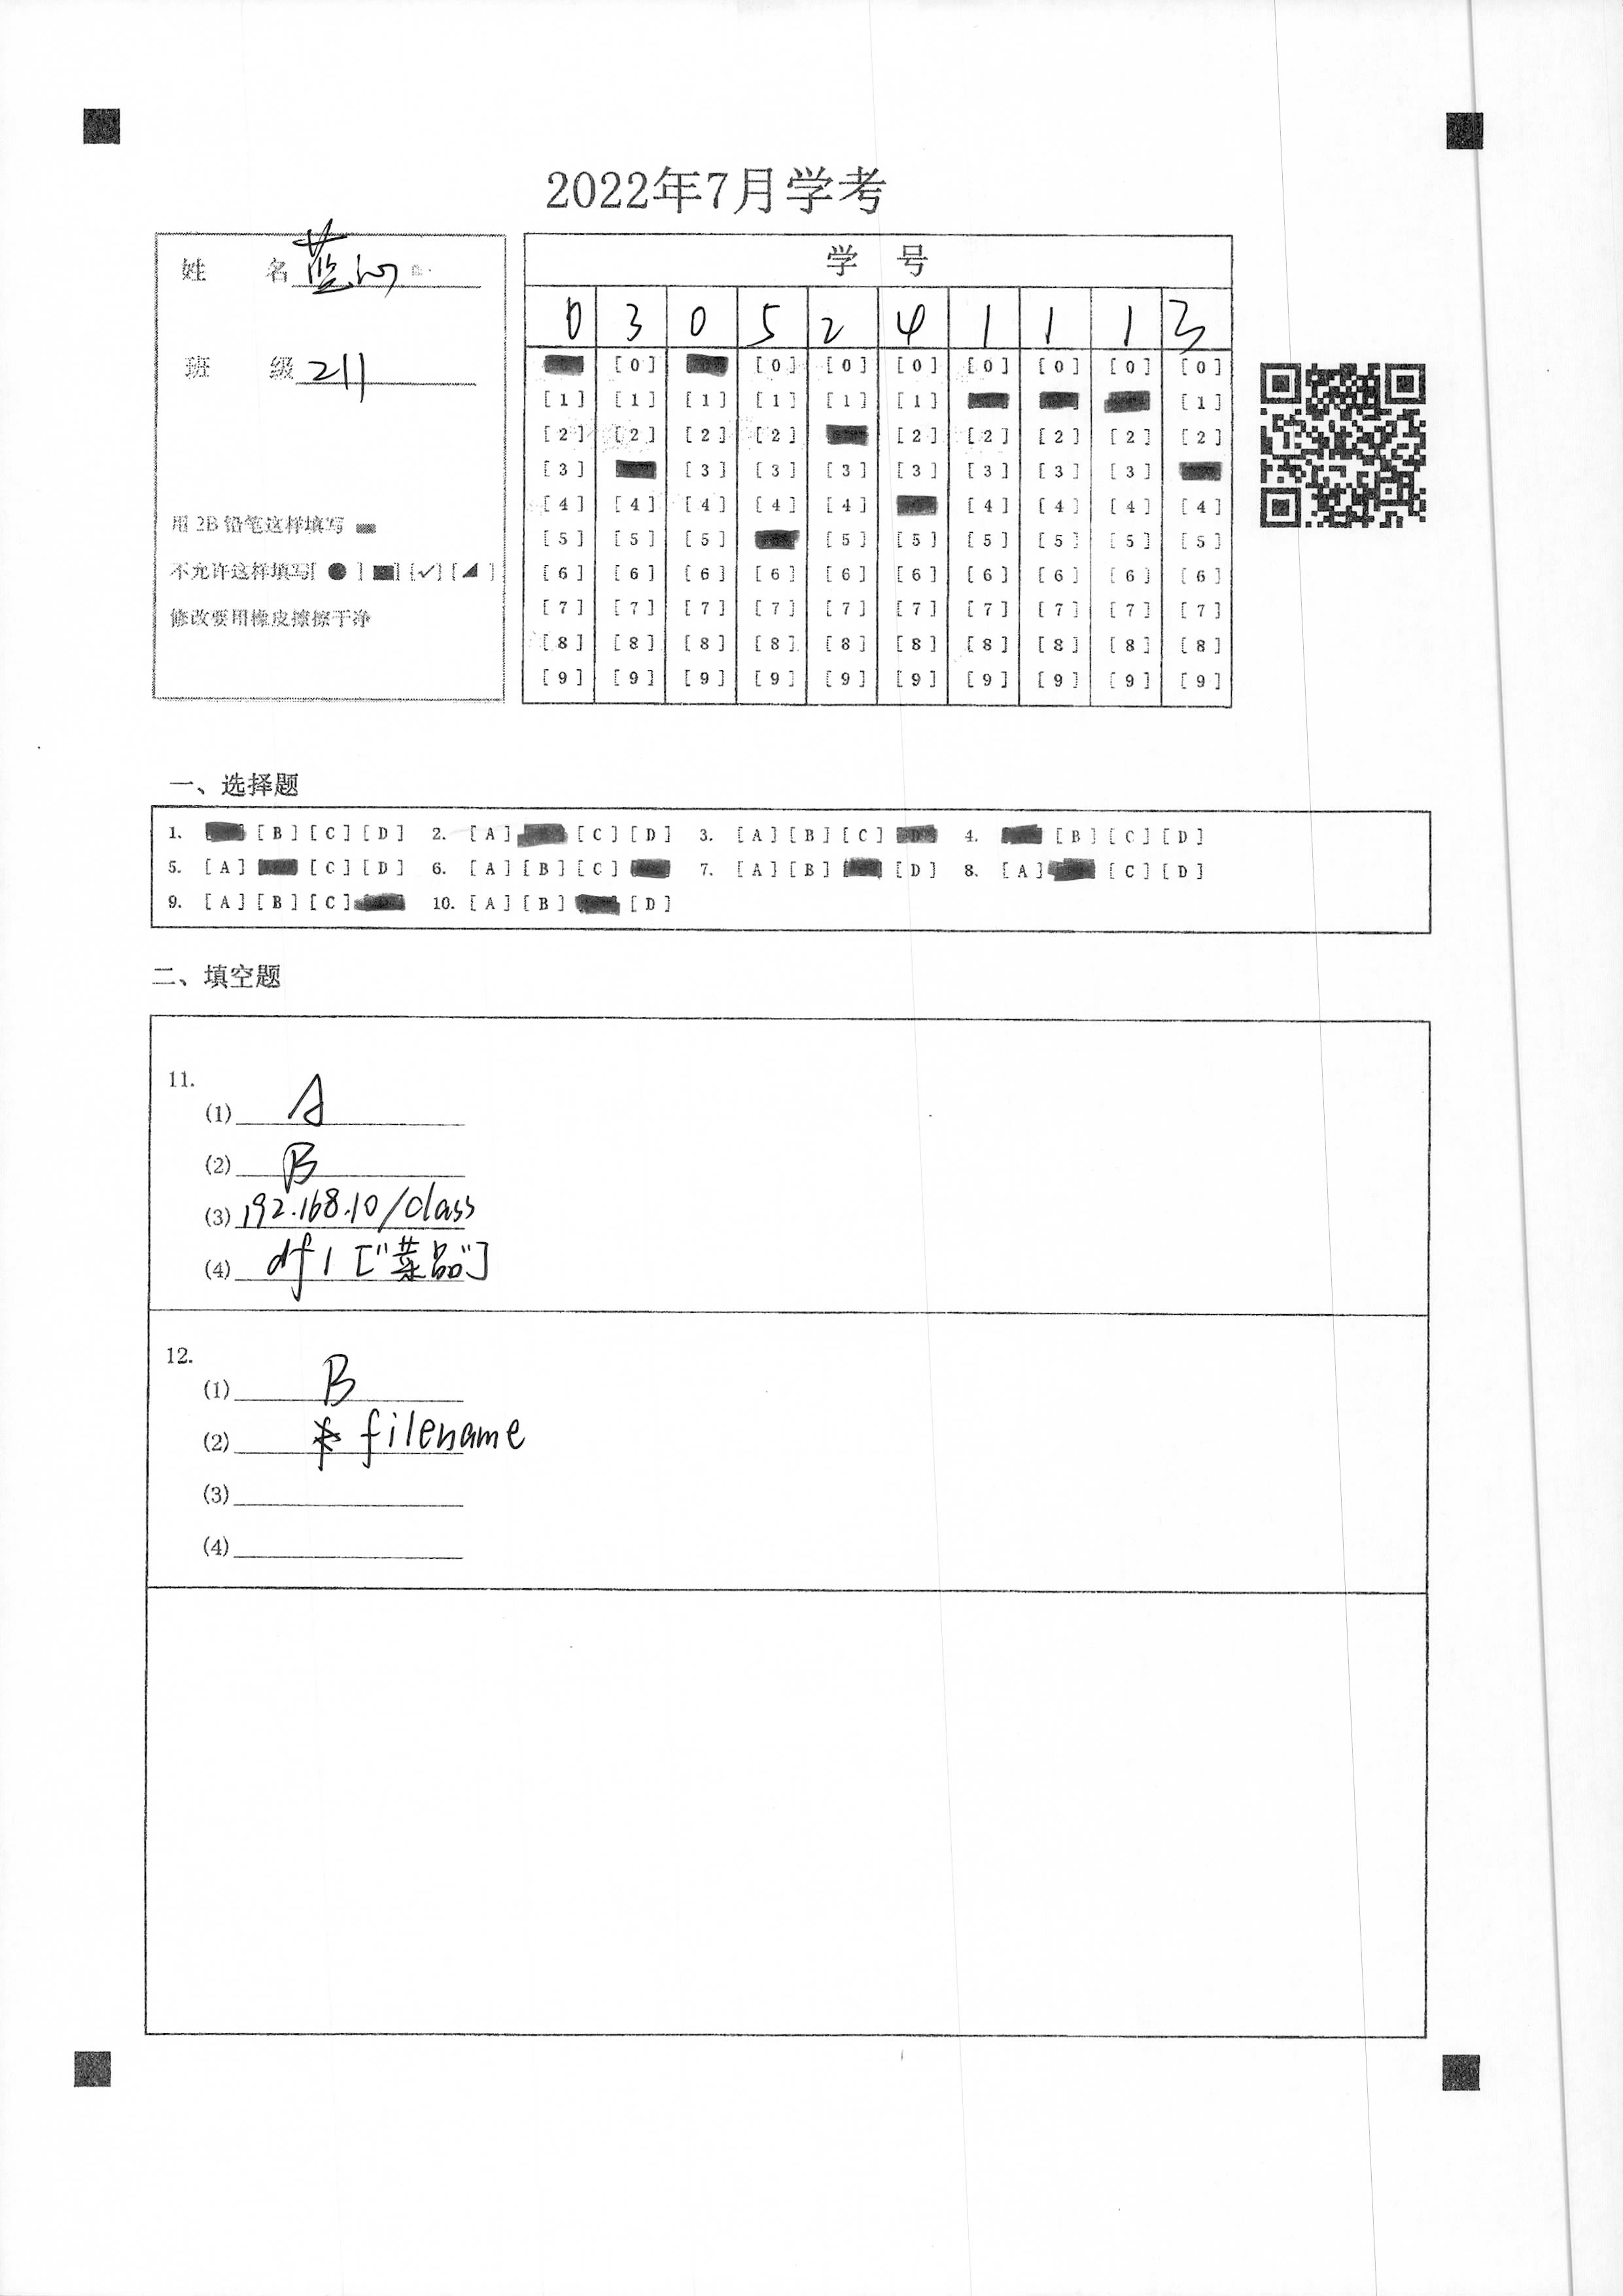 2022年7月学考
姓 名 蓝
班 级 211
用 2B 铅笔这样填写
不允许这样填写[ ● ] [■] [✓] [◢ ]
修改要用橡皮擦擦干净
学 号
0 3 0 5 2 4 1 1 1 3
[0] [0] [0] [0] [0] [0] [0] [0]
[1] [1] [1] [1] [1] [1] [1]
[2] [2] [2] [2] [2] [2] [2] [2] [2]
[3] [3] [3] [3] [3] [3] [3] [3]
[4] [4] [4] [4] [4] [4] [4] [4] [4]
[5] [5] [5] [5] [5] [5] [5] [5] [5]
[6] [6] [6] [6] [6] [6] [6] [6] [6] [6]
[7] [7] [7] [7] [7] [7] [7] [7] [7] [7]
[8] [8] [8] [8] [8] [8] [8] [8] [8] [8]
[9] [9] [9] [9] [9] [9] [9] [9] [9] [9]
一、选择题
1. [B] [C] [D] 2. [A] [C] [D] 3. [A] [B] [C] 4. [B] [C] [D]
5. [A] [C] [D] 6. [A] [B] [C] 7. [A] [B] [D] 8. [A] [C] [D]
9. [A] [B] [C] 10. [A] [B] [D]
二、填空题
11.
(1) A
(2) B
(3) 192.168.10/class
(4) df1["菜品"]
12.
(1) B
(2) filename
(3)
(4)